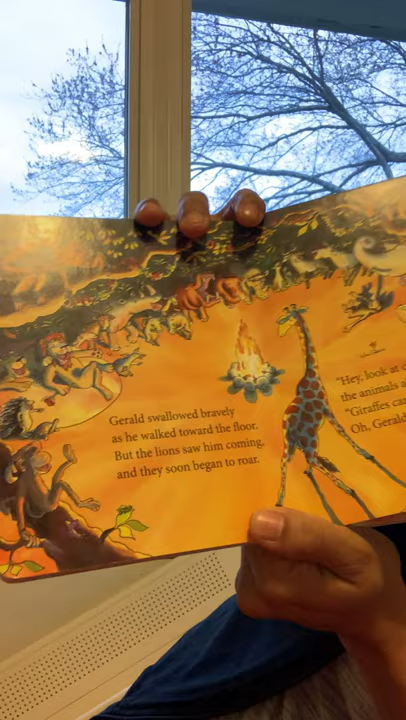 Gerald swallowed bravely
as he walked toward the floor.
But the lions saw him coming,
and they soon began to roar.
"Hey, look at
the animals
"Giraffes
Oh, Gerald